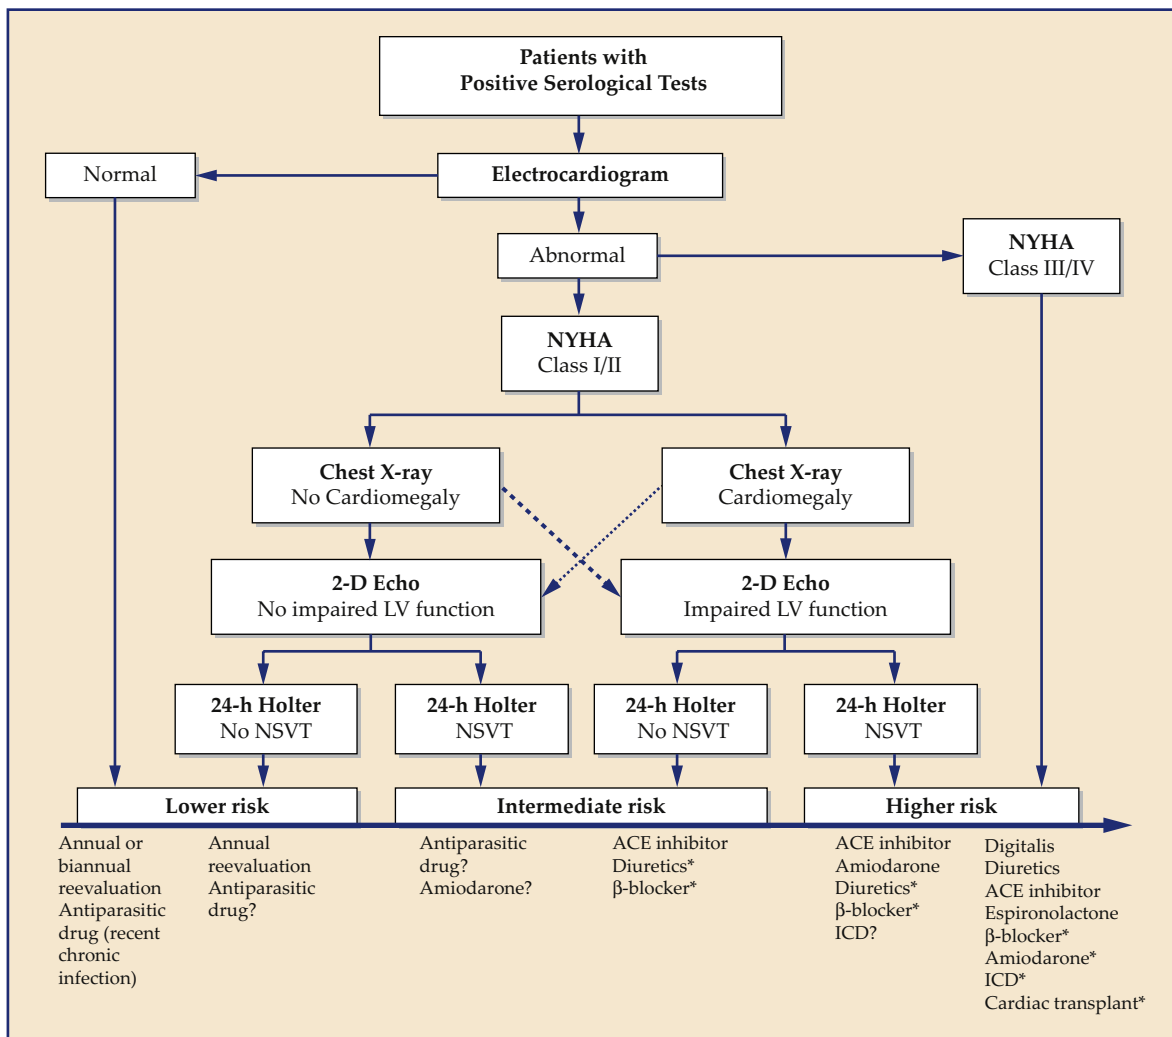 Patients with
Positive Serological Tests
Normal
Electrocardiogram
Abnormal
NYHA
Class III/IV
NYHA
Class I/II
Chest X-ray
No Cardiomegaly
Chest X-ray
Cardiomegaly
2-D Echo
No impaired LV function
2-D Echo
Impaired LV function
24-h Holter
No NSVT
24-h Holter
NSVT
24-h Holter
No NSVT
24-h Holter
NSVT
Lower risk
Intermediate risk
Higher risk
Annual or
biannual
reevaluation
Antiparasitic
drug (recent
chronic
infection)
Annual
reevaluation
Antiparasitic
drug?
Antiparasitic
drug?
Amiodarone?
ACE inhibitor
Diuretics*
β-blocker*
ACE inhibitor
Amiodarone
Diuretics*
β-blocker*
ICD?
Digitalis
Diuretics
ACE inhibitor
Espironolactone
β-blocker*
Amiodarone*
ICD*
Cardiac transplant*